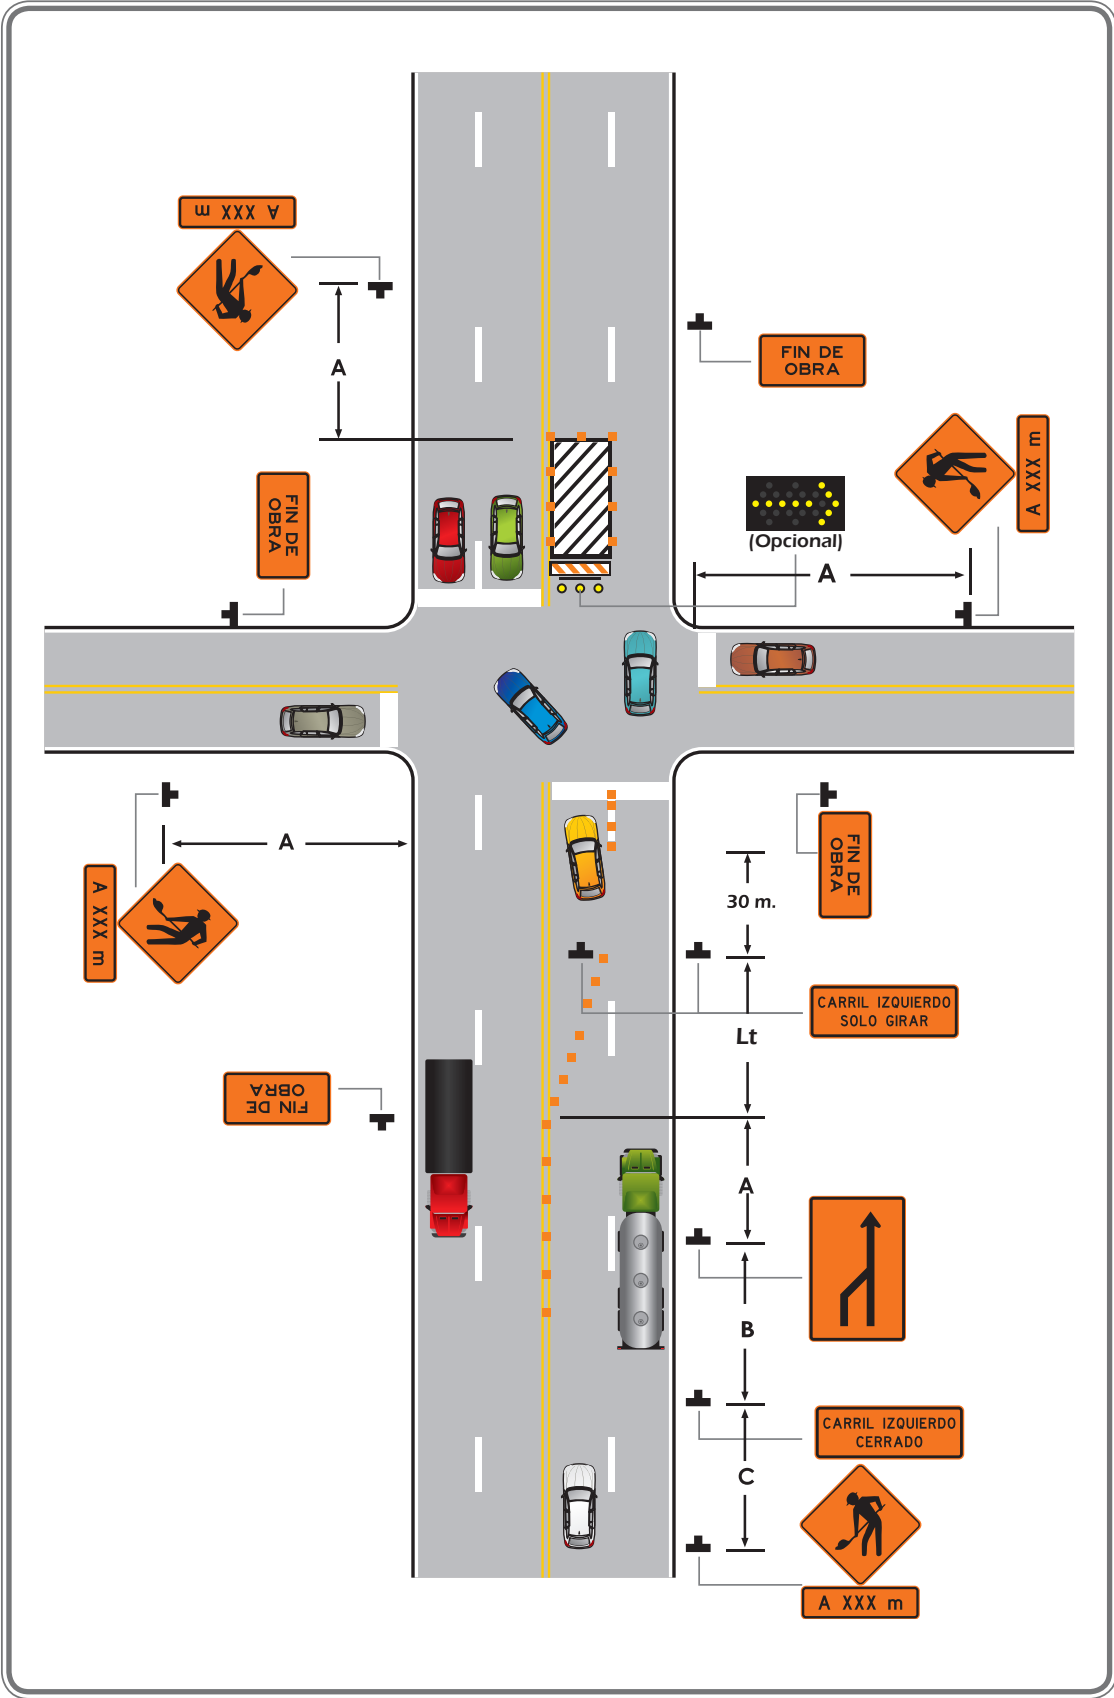 A XXX m
A
FIN DE
OBRA
FIN DE
OBRA
A XXX m
(Opcional)
A
A
A XXX m
FIN DE
OBRA
30 m.
CARRIL IZQUIERDO
SOLO GIRAR
Lt
FIN DE
OBRA
A
B
CARRIL IZQUIERDO
CERRADO
C
A XXX m